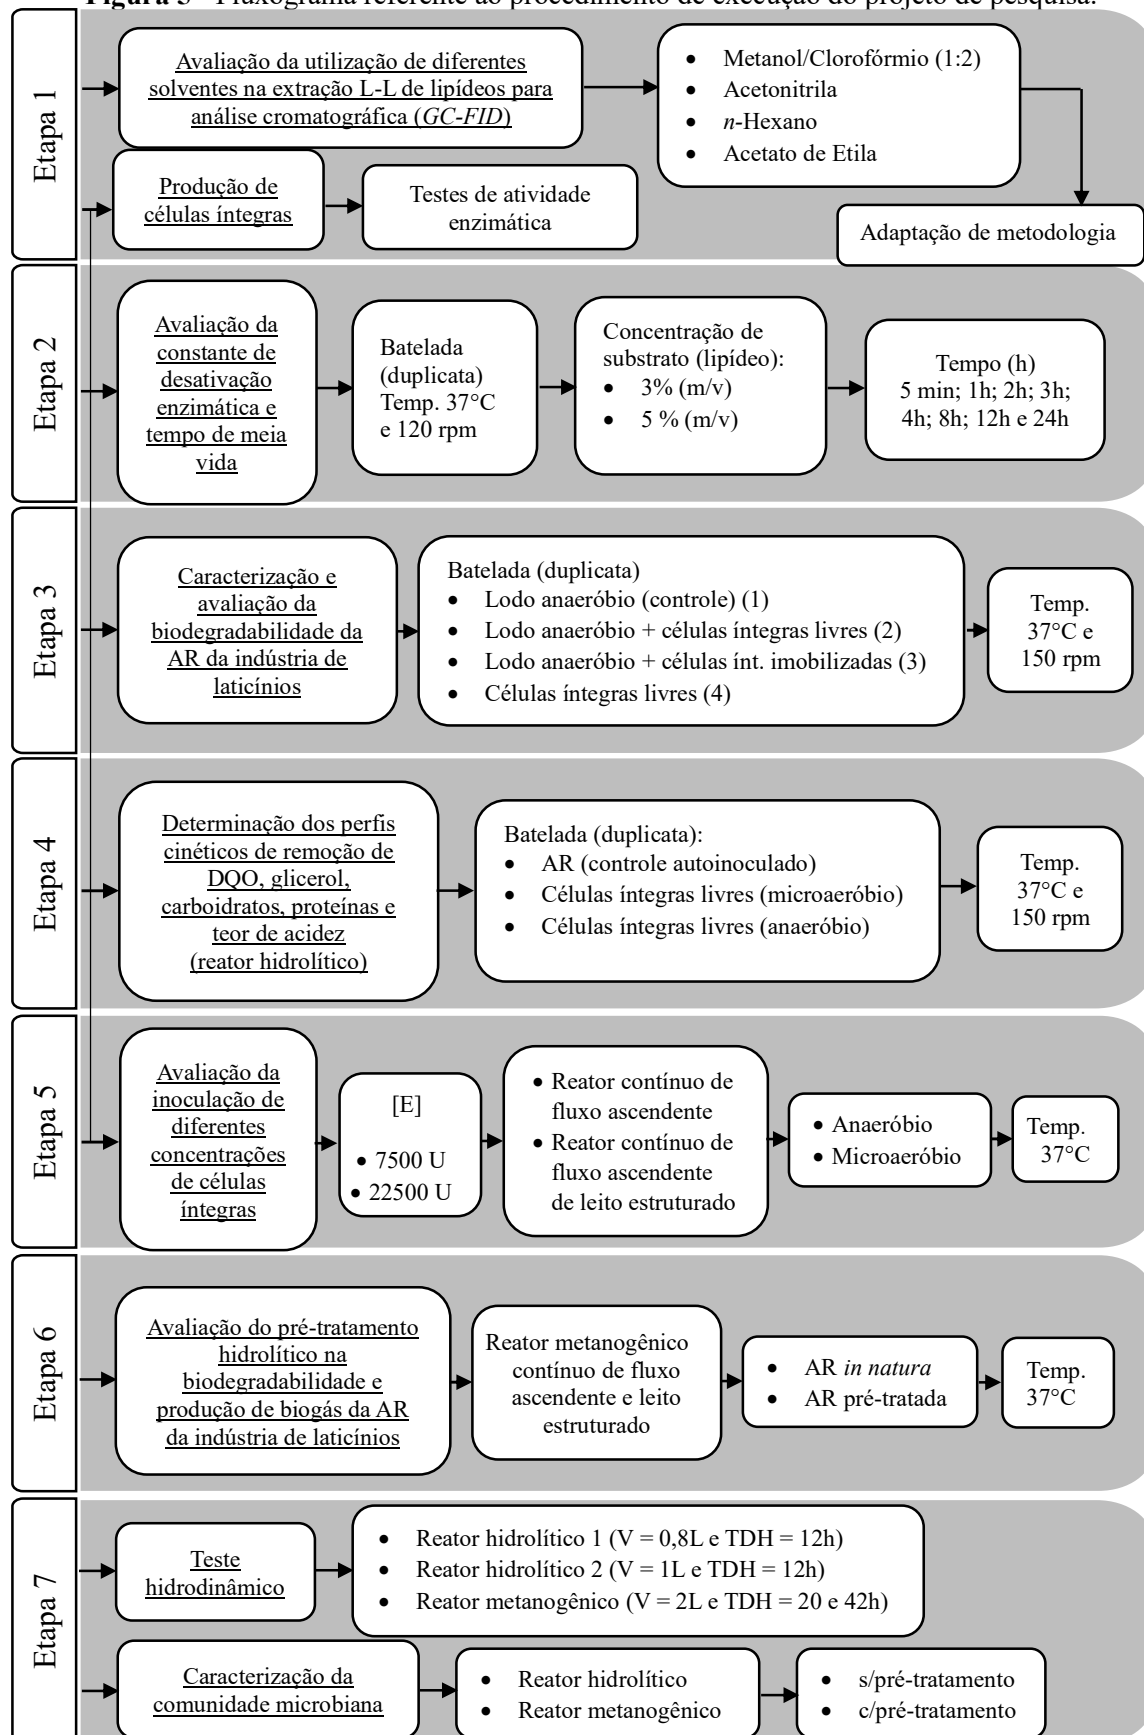 Figura 3 - Fluxograma referente ao procedimento de execução do projeto de pesquisa.
Etapa 1
Avaliação da utilização de diferentes
solventes na extração L-L de lipídeos para
análise cromatográfica (GC-FID)
• Metanol/Clorofórmio (1:2)
• Acetonitrila
• n-Hexano
• Acetato de Etila
Adaptação de metodologia
Produção de
células íntegras
Testes de atividade
enzimática
Etapa 2
Avaliação da
constante de
desativação
enzimática e
tempo de meia
vida
Batelada
(duplicata)
Temp. 37°C
e 120 rpm
Concentração de
substrato (lipídeo):
• 3% (m/v)
• 5 % (m/v)
Tempo (h)
5 min; 1h; 2h; 3h;
4h; 8h; 12h e 24h
Etapa 3
Caracterização e
avaliação da
biodegradabilidade da
AR da indústria de
laticínios
Batelada (duplicata)
• Lodo anaeróbio (controle) (1)
• Lodo anaeróbio + células íntegras livres (2)
• Lodo anaeróbio + células ínt. imobilizadas (3)
• Células íntegras livres (4)
Temp.
37°C e
150 rpm
Etapa 4
Determinação dos perfis
cinéticos de remoção de
DQO, glicerol,
carboidratos, proteínas e
teor de acidez
(reator hidrolítico)
Batelada (duplicata):
• AR (controle autoinoculado)
• Células íntegras livres (microaeróbio)
• Células íntegras livres (anaeróbio)
Temp.
37°C e
150 rpm
Etapa 5
Avaliação da
inoculação de
diferentes
concentrações
de células
íntegras
[E]
• 7500 U
• 22500 U
• Reator contínuo de
fluxo ascendente
• Reator contínuo de
fluxo ascendente
de leito estruturado
• Anaeróbio
• Microaeróbio
Temp.
37°C
Etapa 6
Avaliação do pré-tratamento
hidrolítico na
biodegradabilidade e
produção de biogás da AR
da indústria de laticínios
Reator metanogênico
contínuo de fluxo
ascendente e leito
estruturado
• AR in natura
• AR pré-tratada
Temp.
37°C
Etapa 7
Teste
hidrodinâmico
• Reator hidrolítico 1 (V = 0,8L e TDH = 12h)
• Reator hidrolítico 2 (V = 1L e TDH = 12h)
• Reator metanogênico (V = 2L e TDH = 20 e 42h)
Caracterização da
comunidade microbiana
• Reator hidrolítico
• Reator metanogênico
• s/pré-tratamento
• c/pré-tratamento